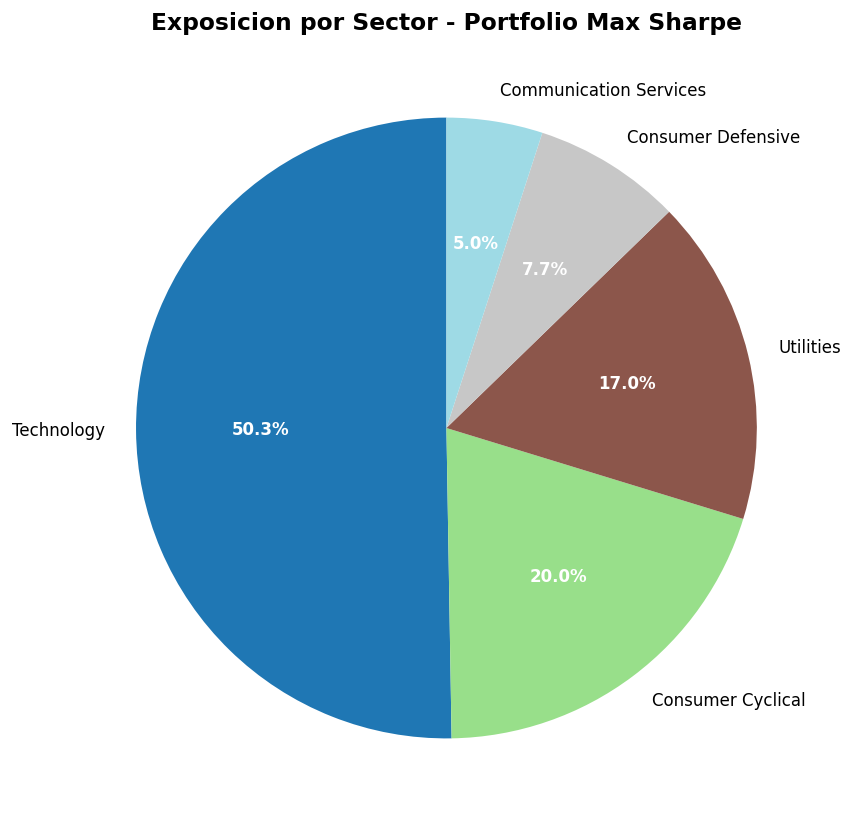 Exposicion por Sector - Portfolio Max Sharpe
Communication Services
Consumer Defensive
5.0%
7.7%
Utilities
17.0%
Technology
50.3%
20.0%
Consumer Cyclical